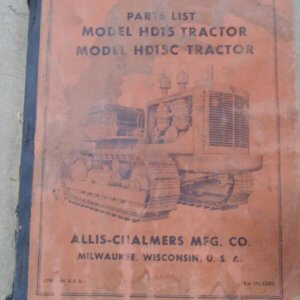 PARTS LIST
MODEL HD15 TRACTOR
MODEL HD15C TRACTOR
ALLIS-CHALMERS MFG. CO.
MILWAUKEE, WISCONSIN, U. S. A.
U.S.A.